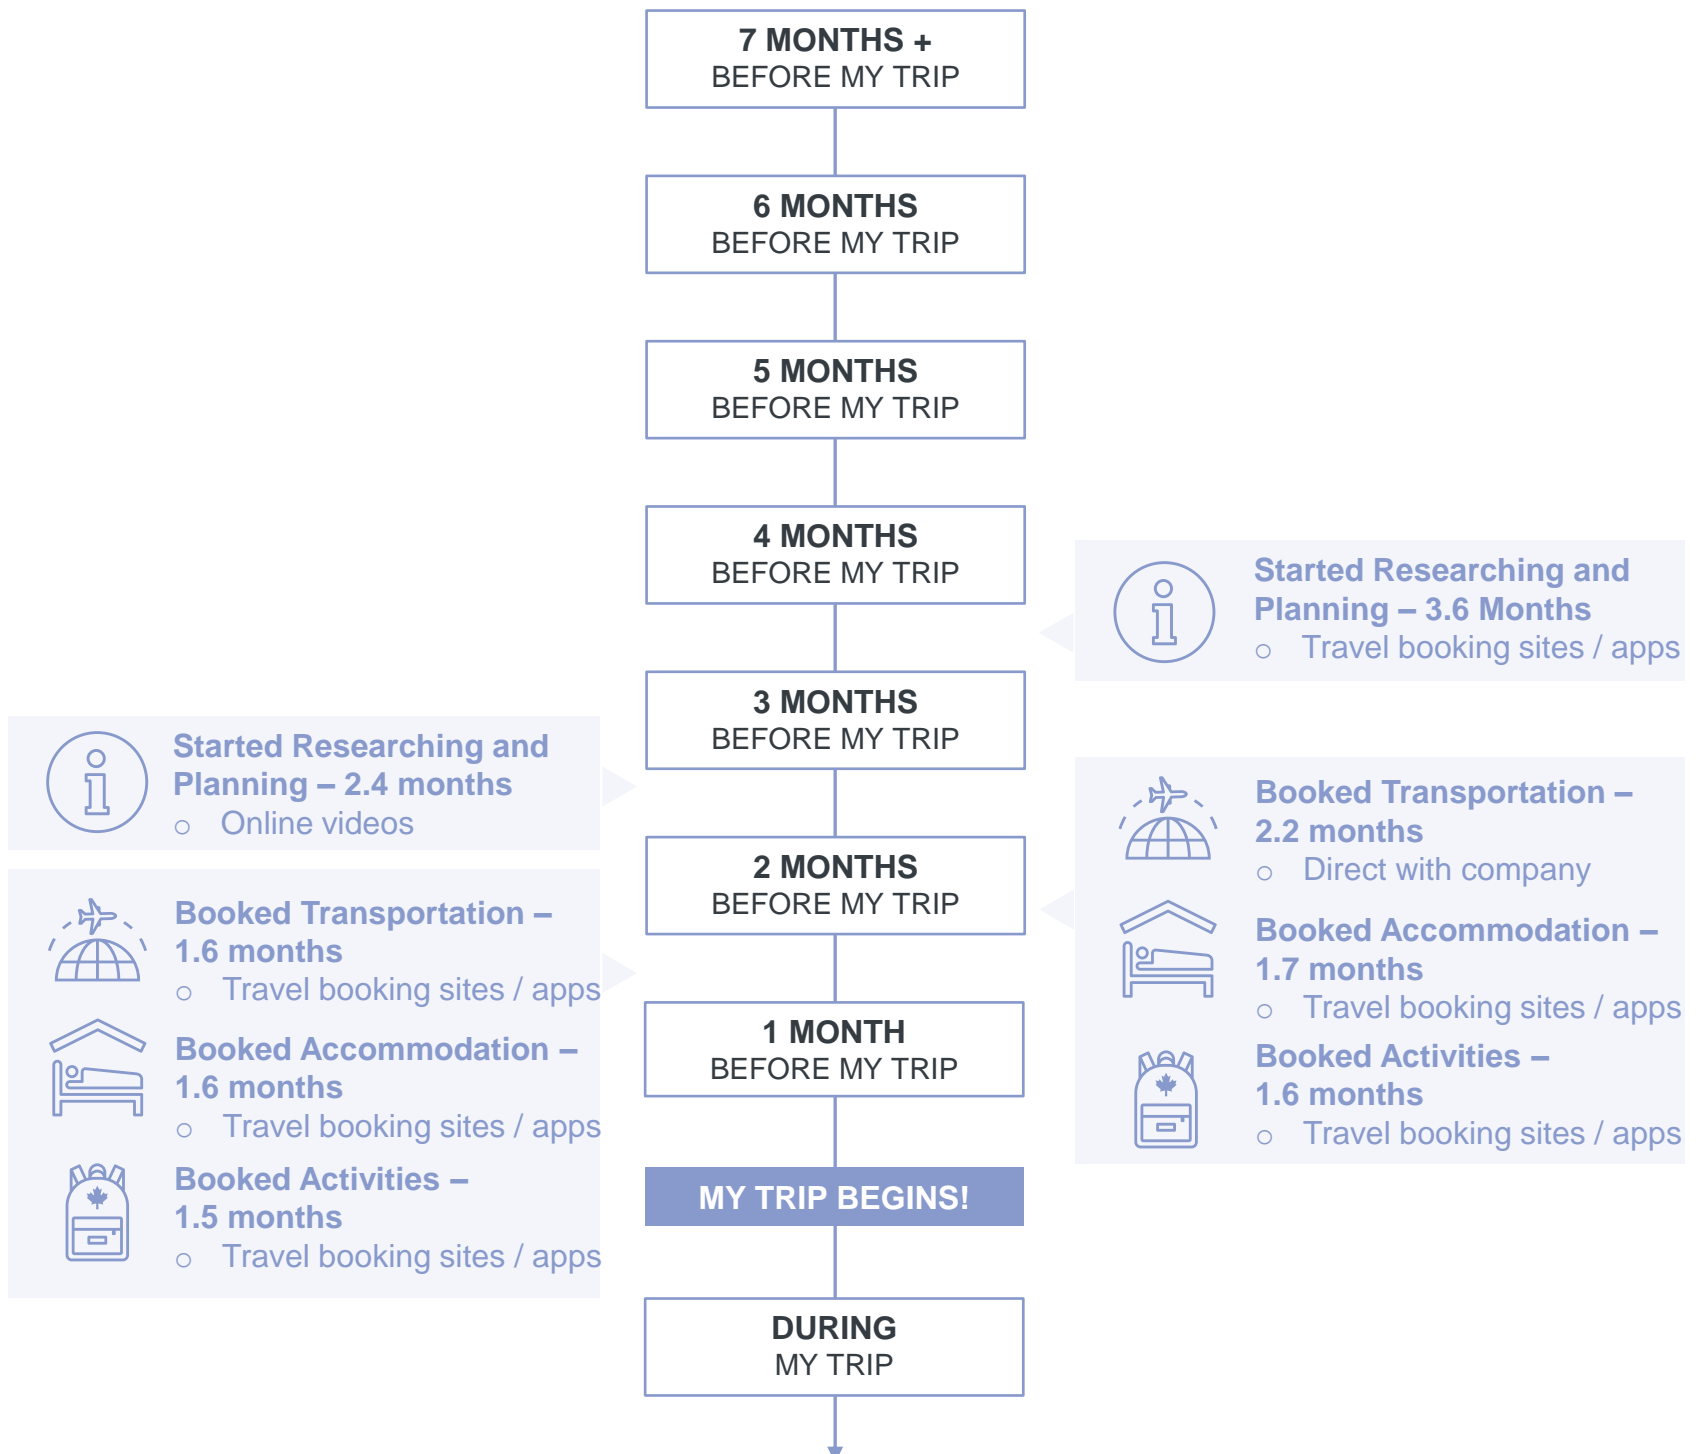 7 MONTHS +
BEFORE MY TRIP
6 MONTHS
BEFORE MY TRIP
5 MONTHS
BEFORE MY TRIP
4 MONTHS
BEFORE MY TRIP
3 MONTHS
BEFORE MY TRIP
2 MONTHS
BEFORE MY TRIP
1 MONTH
BEFORE MY TRIP
MY TRIP BEGINS!
DURING
MY TRIP
Started Researching and
Planning – 2.4 months
○ Online videos
Booked Transportation –
1.6 months
○ Travel booking sites / apps
Booked Accommodation –
1.6 months
○ Travel booking sites / apps
Booked Activities –
1.5 months
○ Travel booking sites / apps
Started Researching and
Planning – 3.6 Months
○ Travel booking sites / apps
Booked Transportation –
2.2 months
○ Direct with company
Booked Accommodation –
1.7 months
○ Travel booking sites / apps
Booked Activities –
1.6 months
○ Travel booking sites / apps